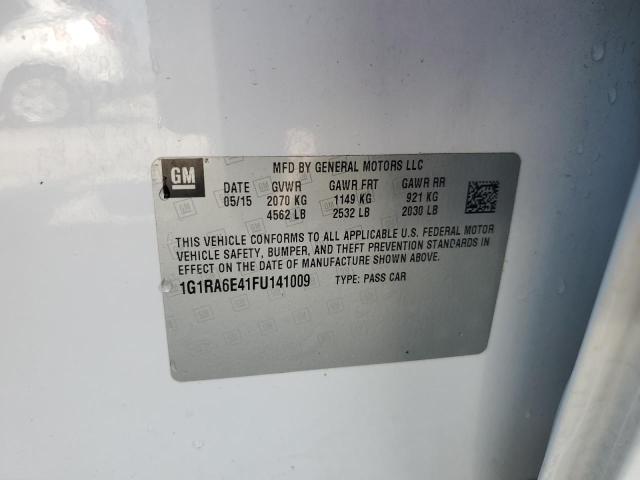 GM
MFD BY GENERAL MOTORS LLC
DATE GVWR GAWR FRT GAWR RR
05/15 2070 KG 1149 KG 921 KG
4562 LB 2532 LB 2030 LB
THIS VEHICLE CONFORMS TO ALL APPLICABLE U.S. FEDERAL MOTOR
VEHICLE SAFETY, BUMPER, AND THEFT PREVENTION STANDARDS IN
EFFECT ON THE DATE OF MANUFACTURE SHOWN ABOVE.
1G1RA6E41FU141009 TYPE: PASS CAR